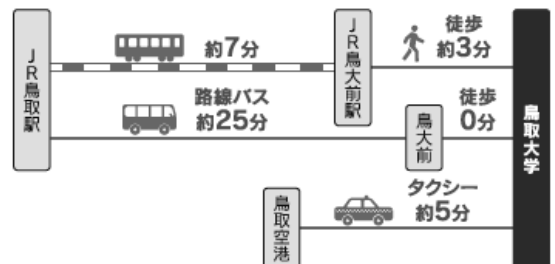 JR鳥取駅
約7分
JR鳥大前駅
徒歩
約3分
路線バス
約25分
鳥大前
徒歩
0分
鳥取大学
鳥取空港
タクシー
約5分